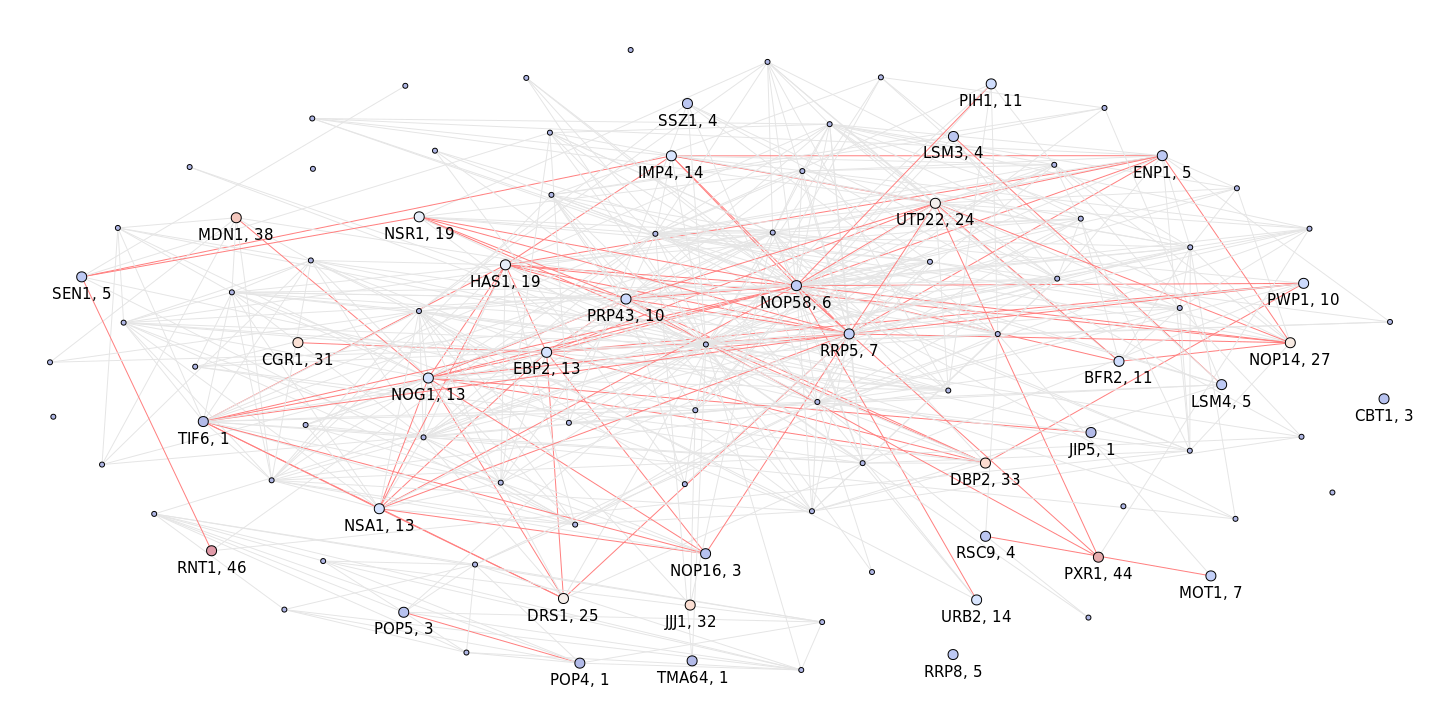 PIH1, 11
SSZ1, 4
LSM3, 4
IMP4, 14
ENP1, 5
UTP22, 24
MDN1, 38
NSR1, 19
HAS1, 19
SEN1, 5
NOP58, 6
PWP1, 10
PRP43, 10
RRP5, 7
CGR1, 31
NOP14, 27
EBP2, 13
BFR2, 11
NOG1, 13
LSM4, 5
CBT1, 3
TIF6, 1
JIP5, 1
DBP2, 33
NSA1, 13
RSC9, 4
RNT1, 46
NOP16, 3
PXR1, 44
MOT1, 7
DRS1, 25
JJJ1, 32
URB2, 14
POP5, 3
RRP8, 5
POP4, 1
TMA64, 1